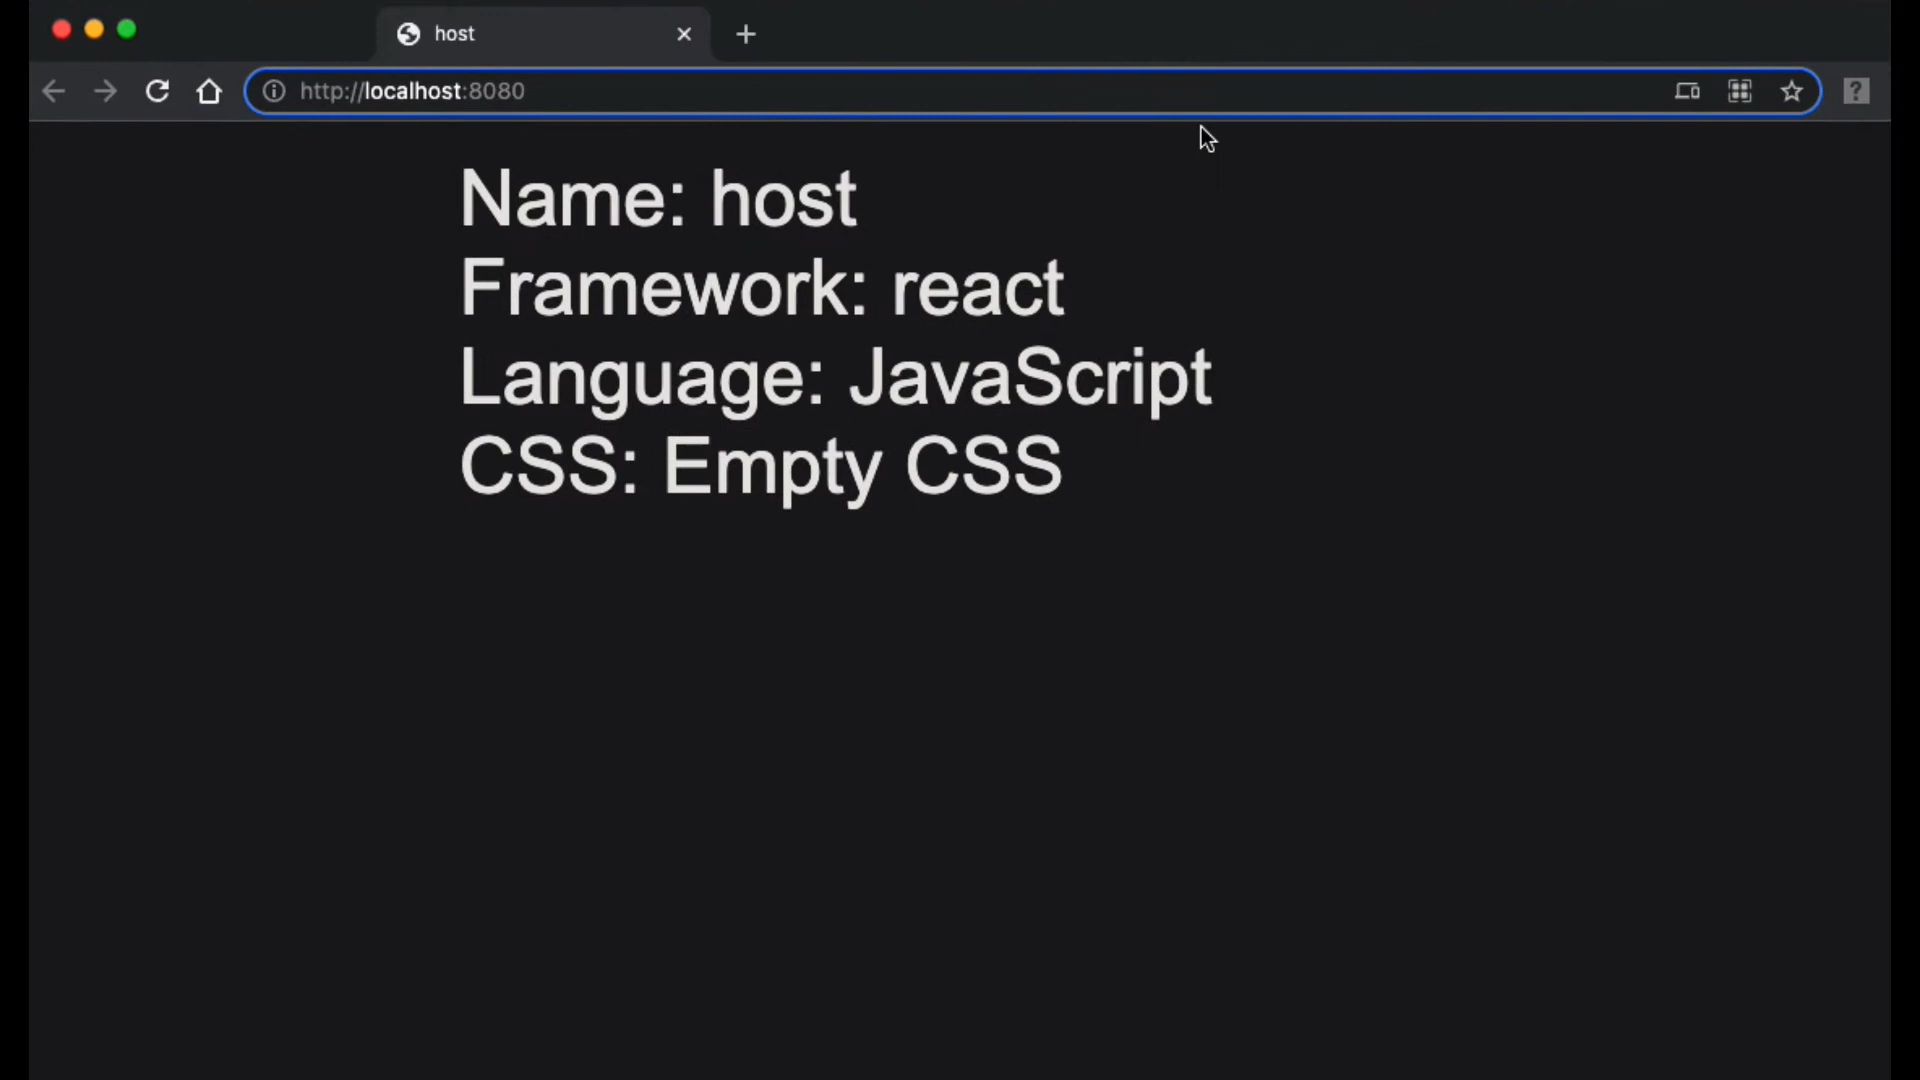 host
http://localhost:8080
Name: host
Framework: react
Language: JavaScript
CSS: Empty CSS